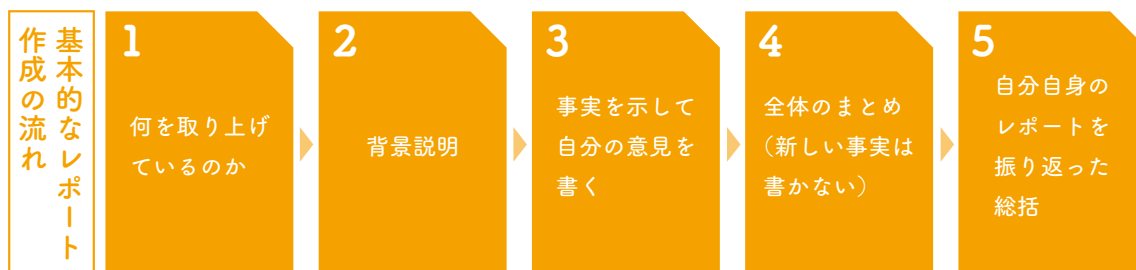 基本的なレポート
作成の流れ
1
何を取り上げ
ているのか
2
背景説明
3
事実を示して
自分の意見を
書く
4
全体のまとめ
（新しい事実は
書かない）
5
自分自身の
レポートを
振り返った
総括